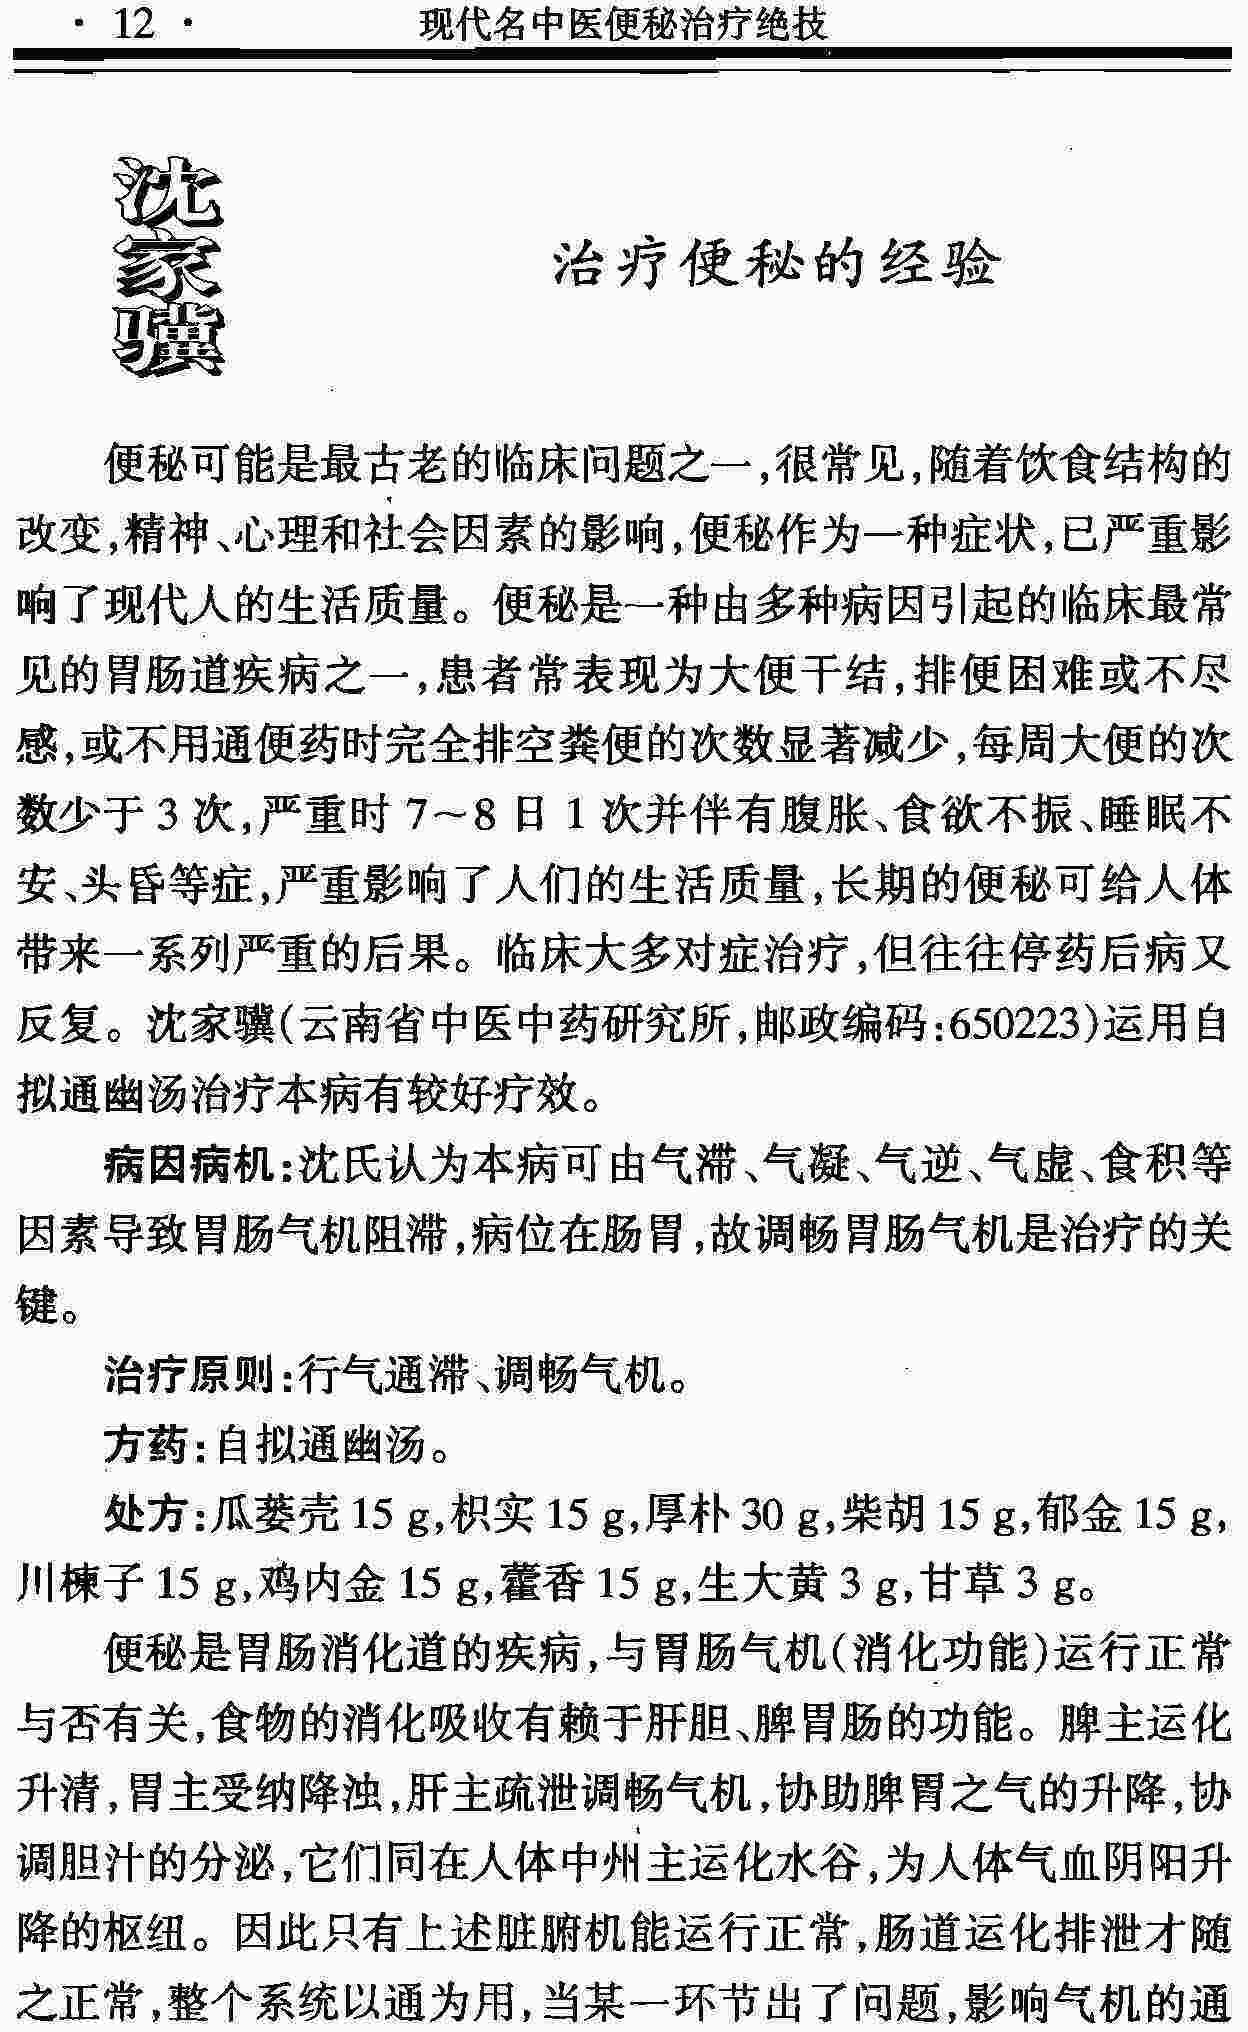 · 12 ·
现代名中医便秘治疗绝技
沈家骥
治疗便秘的经验
便秘可能是最古老的临床问题之一,很常见,随着饮食结构的
改变,精神、心理和社会因素的影响,便秘作为一种症状,已严重影
响了现代人的生活质量。便秘是一种由多种病因引起的临床最常
见的胃肠道疾病之一,患者常表现为大便干结,排便困难或不尽
感,或不用通便药时完全排空粪便的次数显著减少,每周大便的次
数少于 3 次,严重时 7～8 日 1 次并伴有腹胀、食欲不振、睡眠不
安、头昏等症,严重影响了人们的生活质量,长期的便秘可给人体
带来一系列严重的后果。临床大多对症治疗,但往往停药后病又
反复。沈家骥(云南省中医中药研究所,邮政编码:650223)运用自
拟通幽汤治疗本病有较好疗效。
病因病机:沈氏认为本病可由气滞、气凝、气逆、气虚、食积等
因素导致胃肠气机阻滞,病位在肠胃,故调畅胃肠气机是治疗的关
键。
治疗原则:行气通滞、调畅气机。
方药:自拟通幽汤。
处方:瓜蒌壳 15 g,枳实 15 g,厚朴 30 g,柴胡 15 g,郁金 15 g,
川楝子 15 g,鸡内金 15 g,藿香 15 g,生大黄 3 g,甘草 3 g。
便秘是胃肠消化道的疾病,与胃肠气机(消化功能)运行正常
与否有关,食物的消化吸收有赖于肝胆、脾胃肠的功能。脾主运化
升清,胃主受纳降浊,肝主疏泄调畅气机,协助脾胃之气的升降,协
调胆汁的分泌,它们同在人体中州主运化水谷,为人体气血阴阳升
降的枢纽。因此只有上述脏腑机能运行正常,肠道运化排泄才随
之正常,整个系统以通为用,当某一环节出了问题,影响气机的通